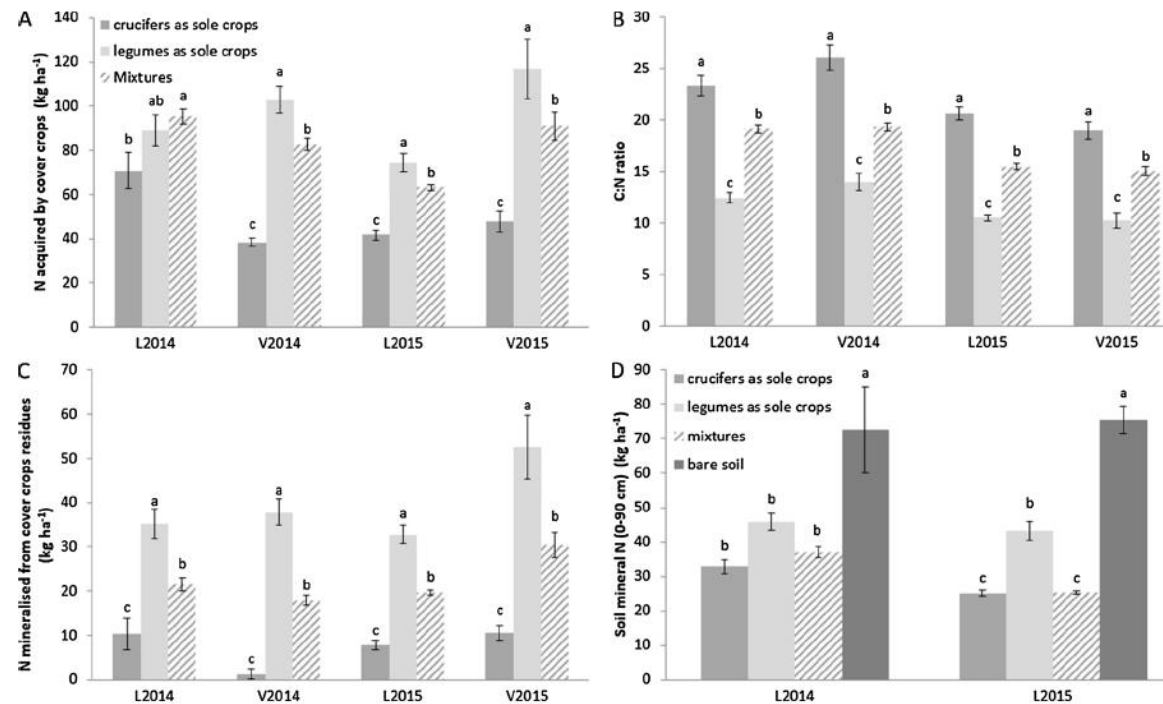 A
N acquired by cover crops (kg ha⁻¹)
140
120
100
80
60
40
20
0
crucifers as sole crops
legumes as sole crops
Mixtures
b
ab
a
c
a
b
c
a
b
c
a
b
L2014
V2014
L2015
V2015
B
C:N ratio
30
25
20
15
10
5
0
a
c
b
a
c
b
a
c
b
a
c
b
L2014
V2014
L2015
V2015
C
N mineralised from cover crops residues
(kg ha⁻¹)
70
60
50
40
30
20
10
0
c
a
b
c
a
b
c
a
b
c
a
b
L2014
V2014
L2015
V2015
D
Soil mineral N (0-90 cm) (kg ha⁻¹)
90
80
70
60
50
40
30
20
10
0
crucifers as sole crops
legumes as sole crops
mixtures
bare soil
b
b
b
a
c
b
c
a
L2014
L2015